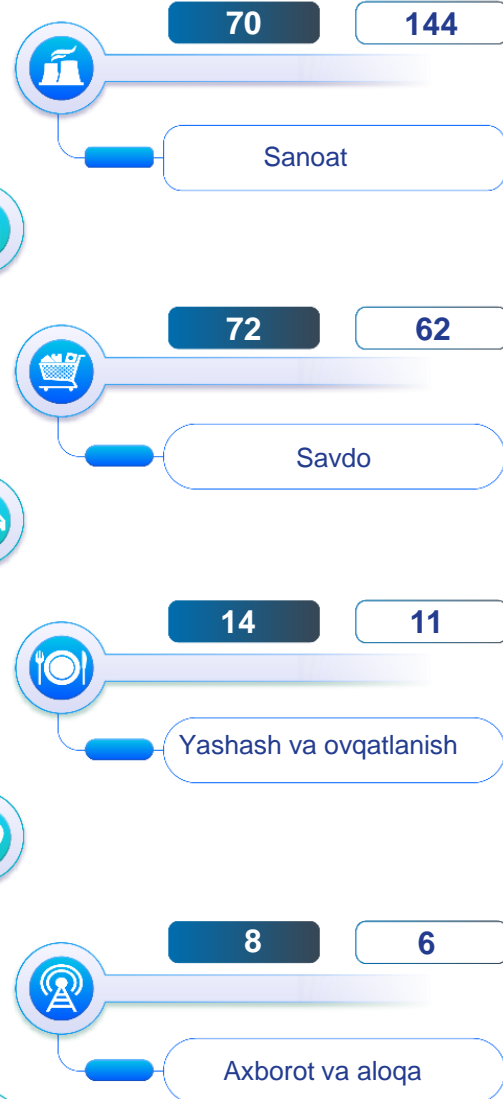 70 144
Sanoat
72 62
Savdo
14 11
Yashash va ovqatlanish
8 6
Axborot va aloqa